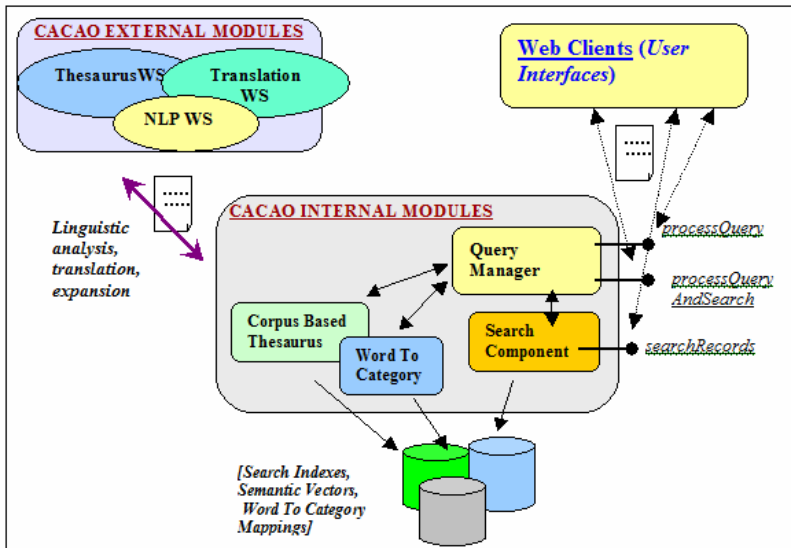 CACAO EXTERNAL MODULES
ThesaurusWS
Translation
WS
NLP WS
Web Clients (User
Interfaces)
Linguistic
analysis,
translation,
expansion
CACAO INTERNAL MODULES
Query
Manager
processQuery
processQuery
AndSearch
Corpus Based
Thesaurus
Word To
Category
Search
Component
searchRecords
[Search Indexes,
Semantic Vectors,
Word To Category
Mappings]